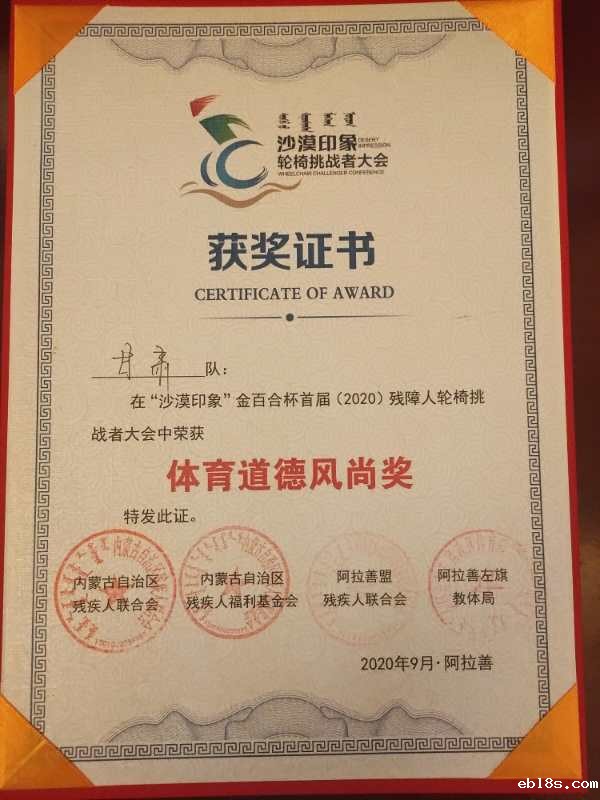 沙漠印象 DESERT IMPRESSION
轮椅挑战者大会
WHEELCHAIR CHALLENGER CONFERENCE
获奖证书
CERTIFICATE OF AWARD
甘肃队：
在“沙漠印象”金百合杯首届（2020）残障人轮椅挑
战者大会中荣获
体育道德风尚奖
特发此证。
内蒙古自治区 内蒙古自治区 阿拉善盟 阿拉善左旗
残疾人联合会 残疾人福利基金会 残疾人联合会 教体局
2020年9月·阿拉善
eb18s.com